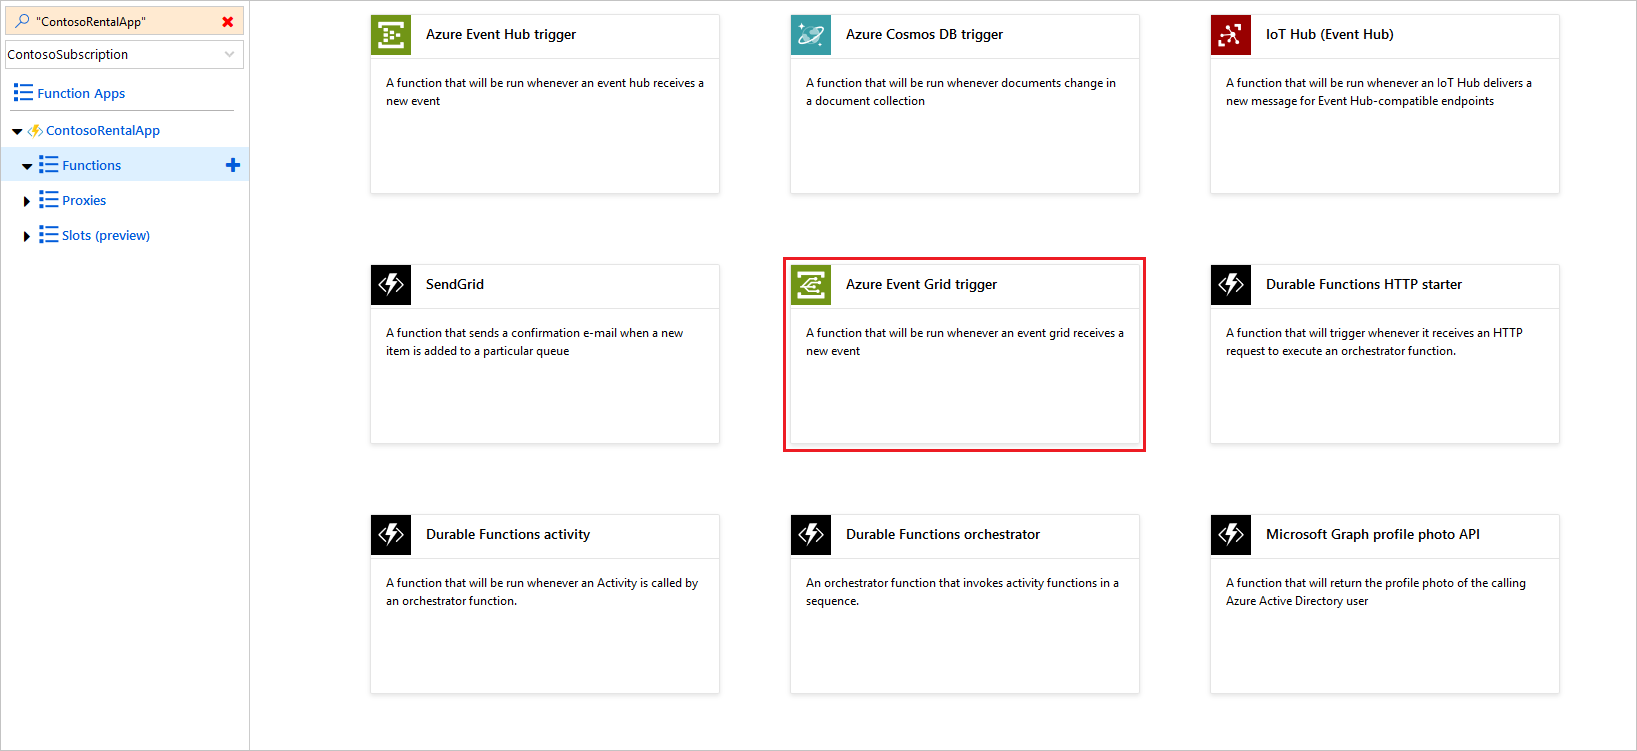 "ContosoRentalApp"
ContosoSubscription
Function Apps
ContosoRentalApp
Functions
Proxies
Slots (preview)
Azure Event Hub trigger
A function that will be run whenever an event hub receives a
new event
Azure Cosmos DB trigger
A function that will be run whenever documents change in
a document collection
IoT Hub (Event Hub)
A function that will be run whenever an IoT Hub delivers a
new message for Event Hub-compatible endpoints
SendGrid
A function that sends a confirmation e-mail when a new
item is added to a particular queue
Azure Event Grid trigger
A function that will be run whenever an event grid receives a
new event
Durable Functions HTTP starter
A function that will trigger whenever it receives an HTTP
request to execute an orchestrator function.
Durable Functions activity
A function that will be run whenever an Activity is called by
an orchestrator function.
Durable Functions orchestrator
An orchestrator function that invokes activity functions in a
sequence.
Microsoft Graph profile photo API
A function that will return the profile photo of the calling
Azure Active Directory user